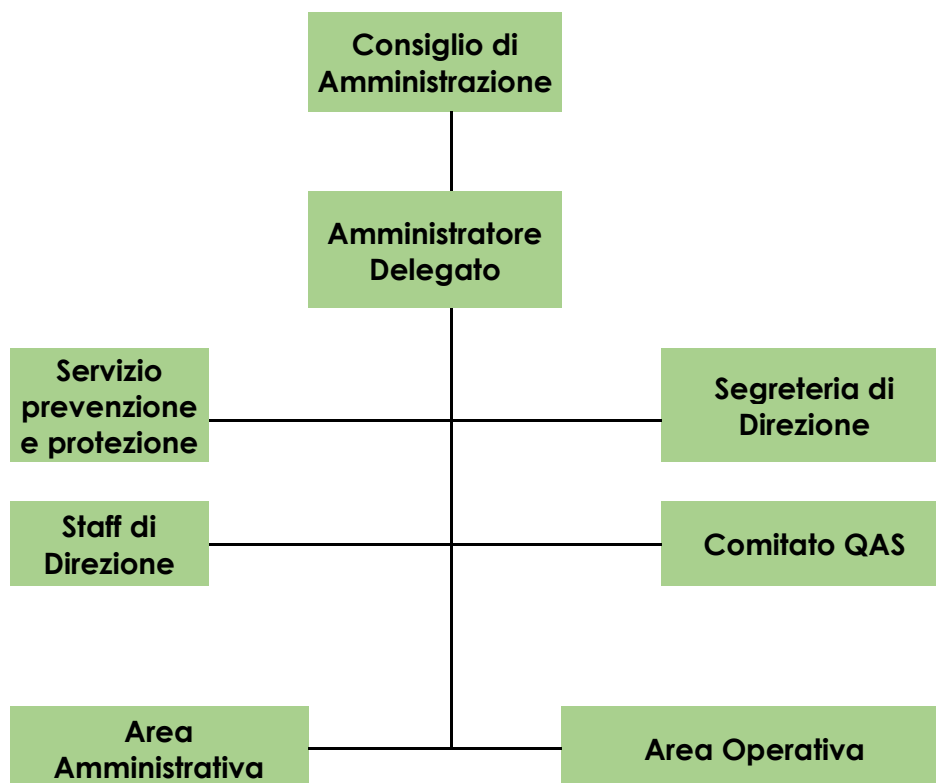 Consiglio di
Amministrazione
Amministratore
Delegato
Servizio
prevenzione
e protezione
Segreteria di
Direzione
Staff di
Direzione
Comitato QAS
Area
Amministrativa
Area Operativa